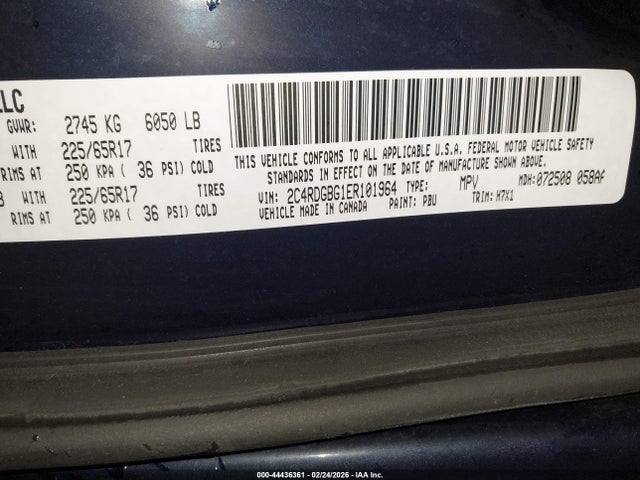 LLC
GVWR: 2745 KG 6050 LB
WITH 225/65R17 TIRES
RIMS AT 250 KPA ( 36 PSI) COLD
WITH 225/65R17 TIRES
RIMS AT 250 KPA ( 36 PSI) COLD
THIS VEHICLE CONFORMS TO ALL APPLICABLE U.S.A. FEDERAL MOTOR VEHICLE SAFETY
STANDARDS IN EFFECT ON THE DATE OF MANUFACTURE SHOWN ABOVE.
VIN: 2C4RDGBG1ER101964 TYPE: MPV MDH: 072508 058AF
VEHICLE MADE IN CANADA PAINT: PBU TRIM: H7X1
000-44436361 - 02/24/2026 - IAA Inc.